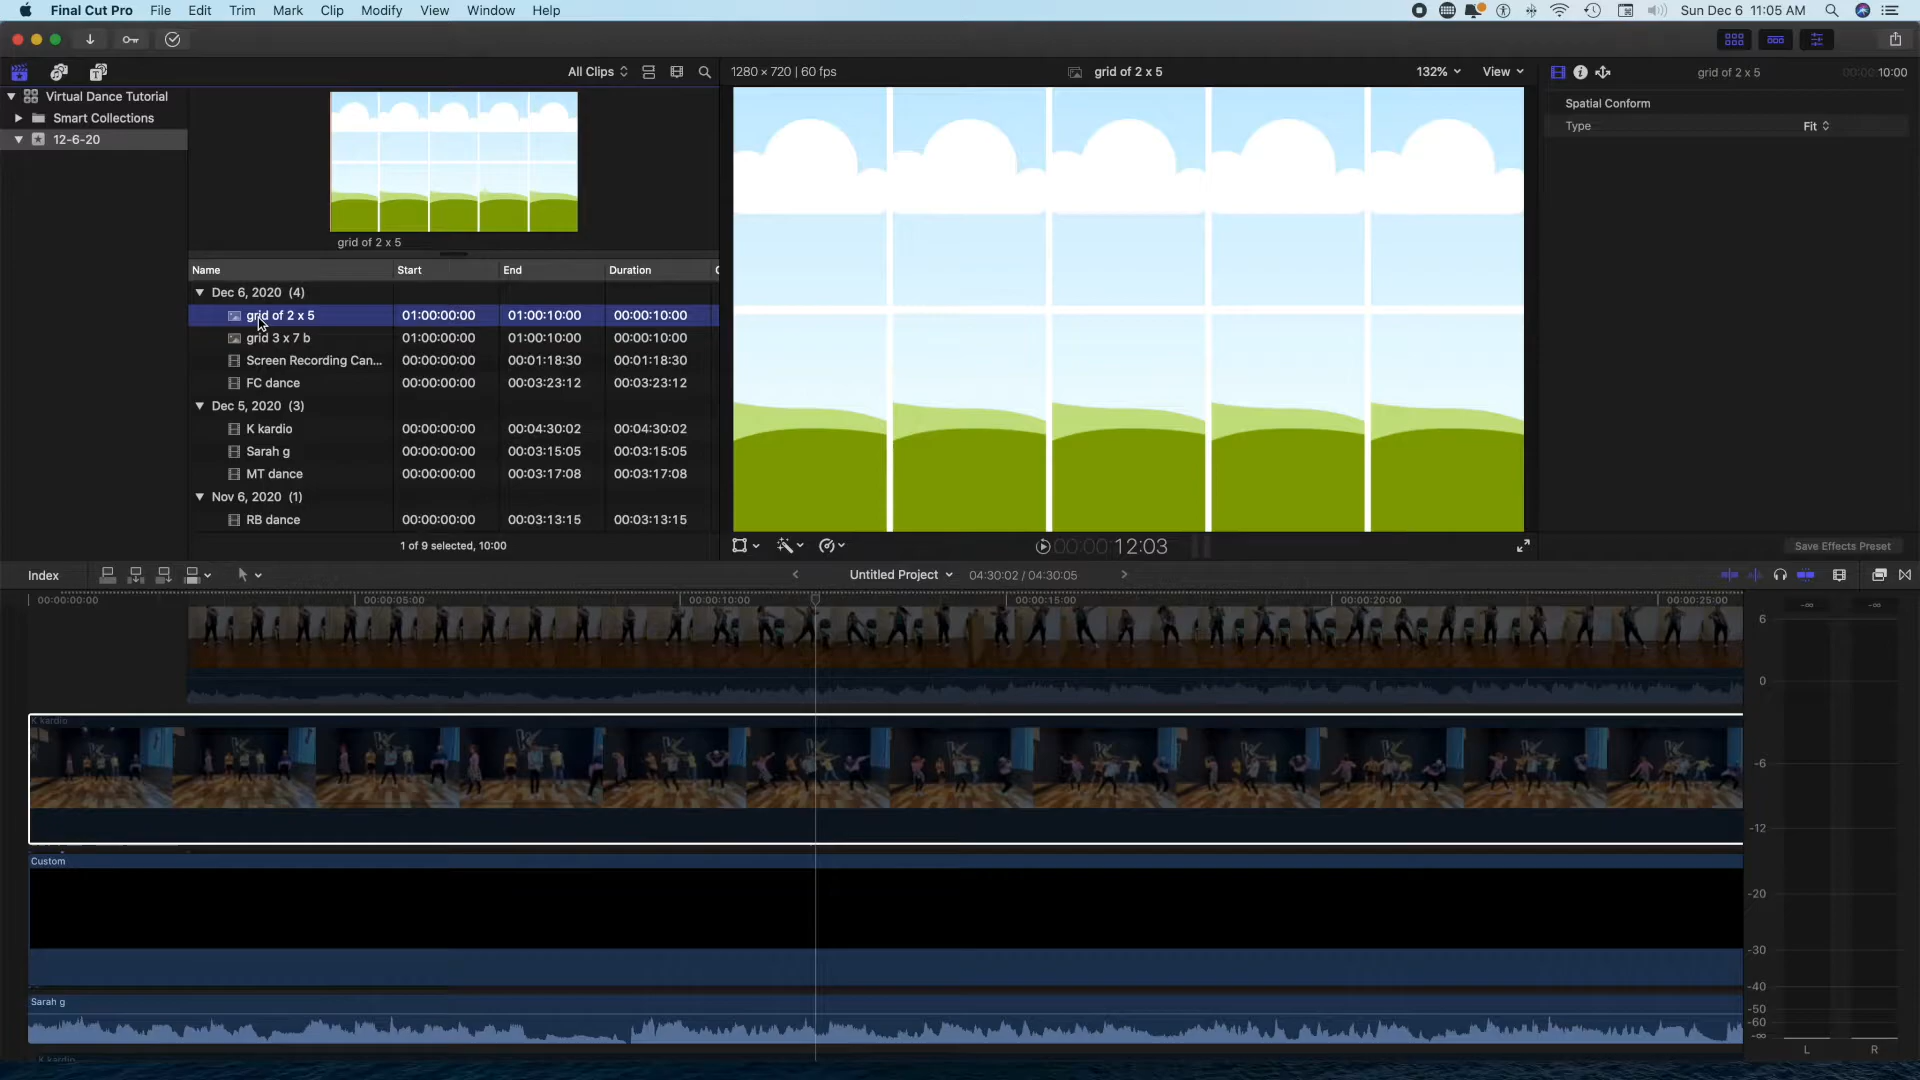 Final Cut Pro File Edit Trim Mark Clip Modify View Window Help Sun Dec 6 11:05 AM
All Clips 1280 × 720 | 60 fps grid of 2 x 5 132% View grid of 2 x 5 00:00:10:00
Virtual Dance Tutorial
Smart Collections
12-6-20
Spatial Conform
Type Fit
grid of 2 x 5
Name Start End Duration
Dec 6, 2020 (4)
grid of 2 x 5 01:00:00:00 01:00:10:00 00:00:10:00
grid 3 x 7 b 01:00:00:00 01:00:10:00 00:00:10:00
Screen Recording Can... 00:00:00:00 00:01:18:30 00:01:18:30
FC dance 00:00:00:00 00:03:23:12 00:03:23:12
Dec 5, 2020 (3)
K kardio 00:00:00:00 00:04:30:02 00:04:30:02
Sarah g 00:00:00:00 00:03:15:05 00:03:15:05
MT dance 00:00:00:00 00:03:17:08 00:03:17:08
Nov 6, 2020 (1)
RB dance 00:00:00:00 00:03:13:15 00:03:13:15
1 of 9 selected, 10:00 00:00:12:03 Save Effects Preset
Index Untitled Project 04:30:02 / 04:30:05
00:00:00:00 00:00:05:00 00:00:10:00 00:00:15:00 00:00:20:00 00:00:25:00
-∞ -∞
6
0
K kardio
-6
-12
Custom
-20
-30
-40
Sarah g
-50
-60
-∞
L R
K kardio